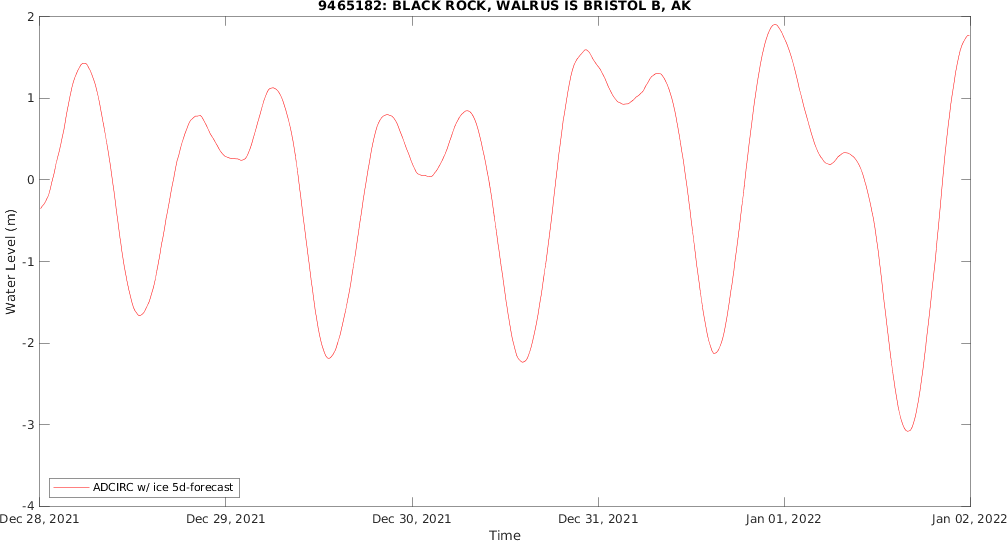 9465182: BLACK ROCK, WALRUS IS BRISTOL B, AK
2
1
0
-1
-2
-3
-4
Water Level (m)
ADCIRC w/ ice 5d-forecast
Dec 28, 2021 Dec 29, 2021 Dec 30, 2021 Dec 31, 2021 Jan 01, 2022 Jan 02, 2022
Time